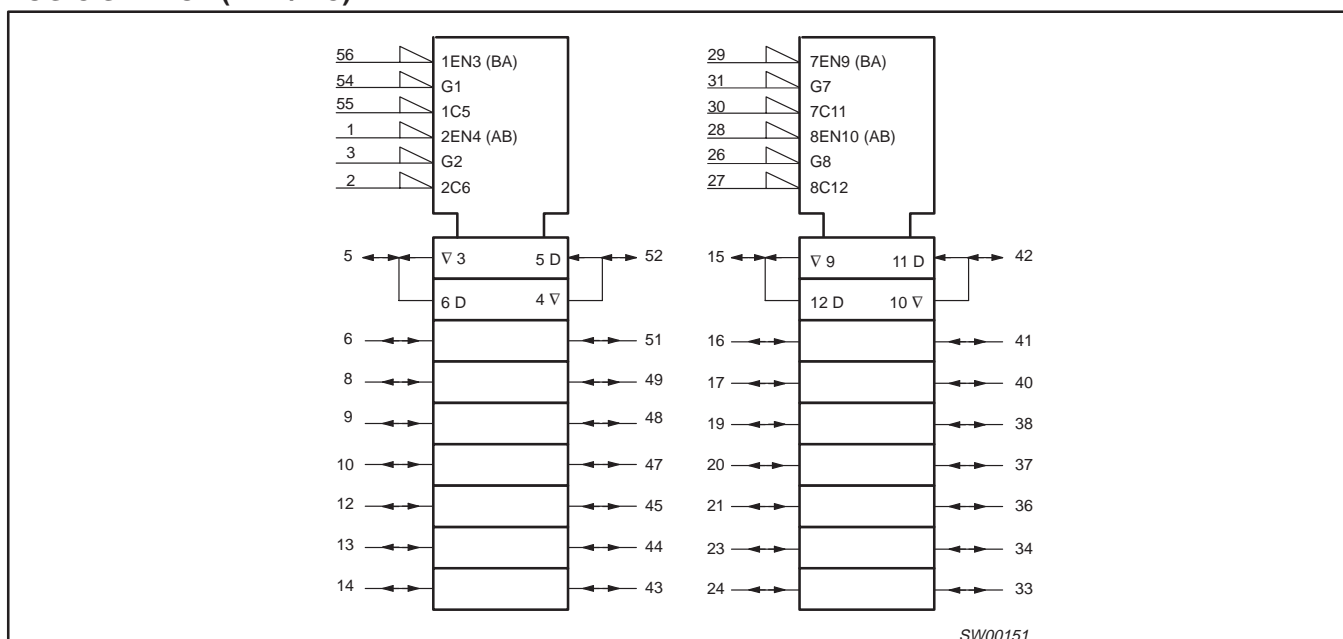 56 1EN3 (BA)
54 G1
55 1C5
1 2EN4 (AB)
3 G2
2 2C6
5 ∇ 3 5 D 52
6 D 4 ∇
6 51
8 49
9 48
10 47
12 45
13 44
14 43
29 7EN9 (BA)
31 G7
30 7C11
28 8EN10 (AB)
26 G8
27 8C12
15 ∇ 9 11 D 42
12 D 10 ∇
16 41
17 40
19 38
20 37
21 36
23 34
24 33
SW00151